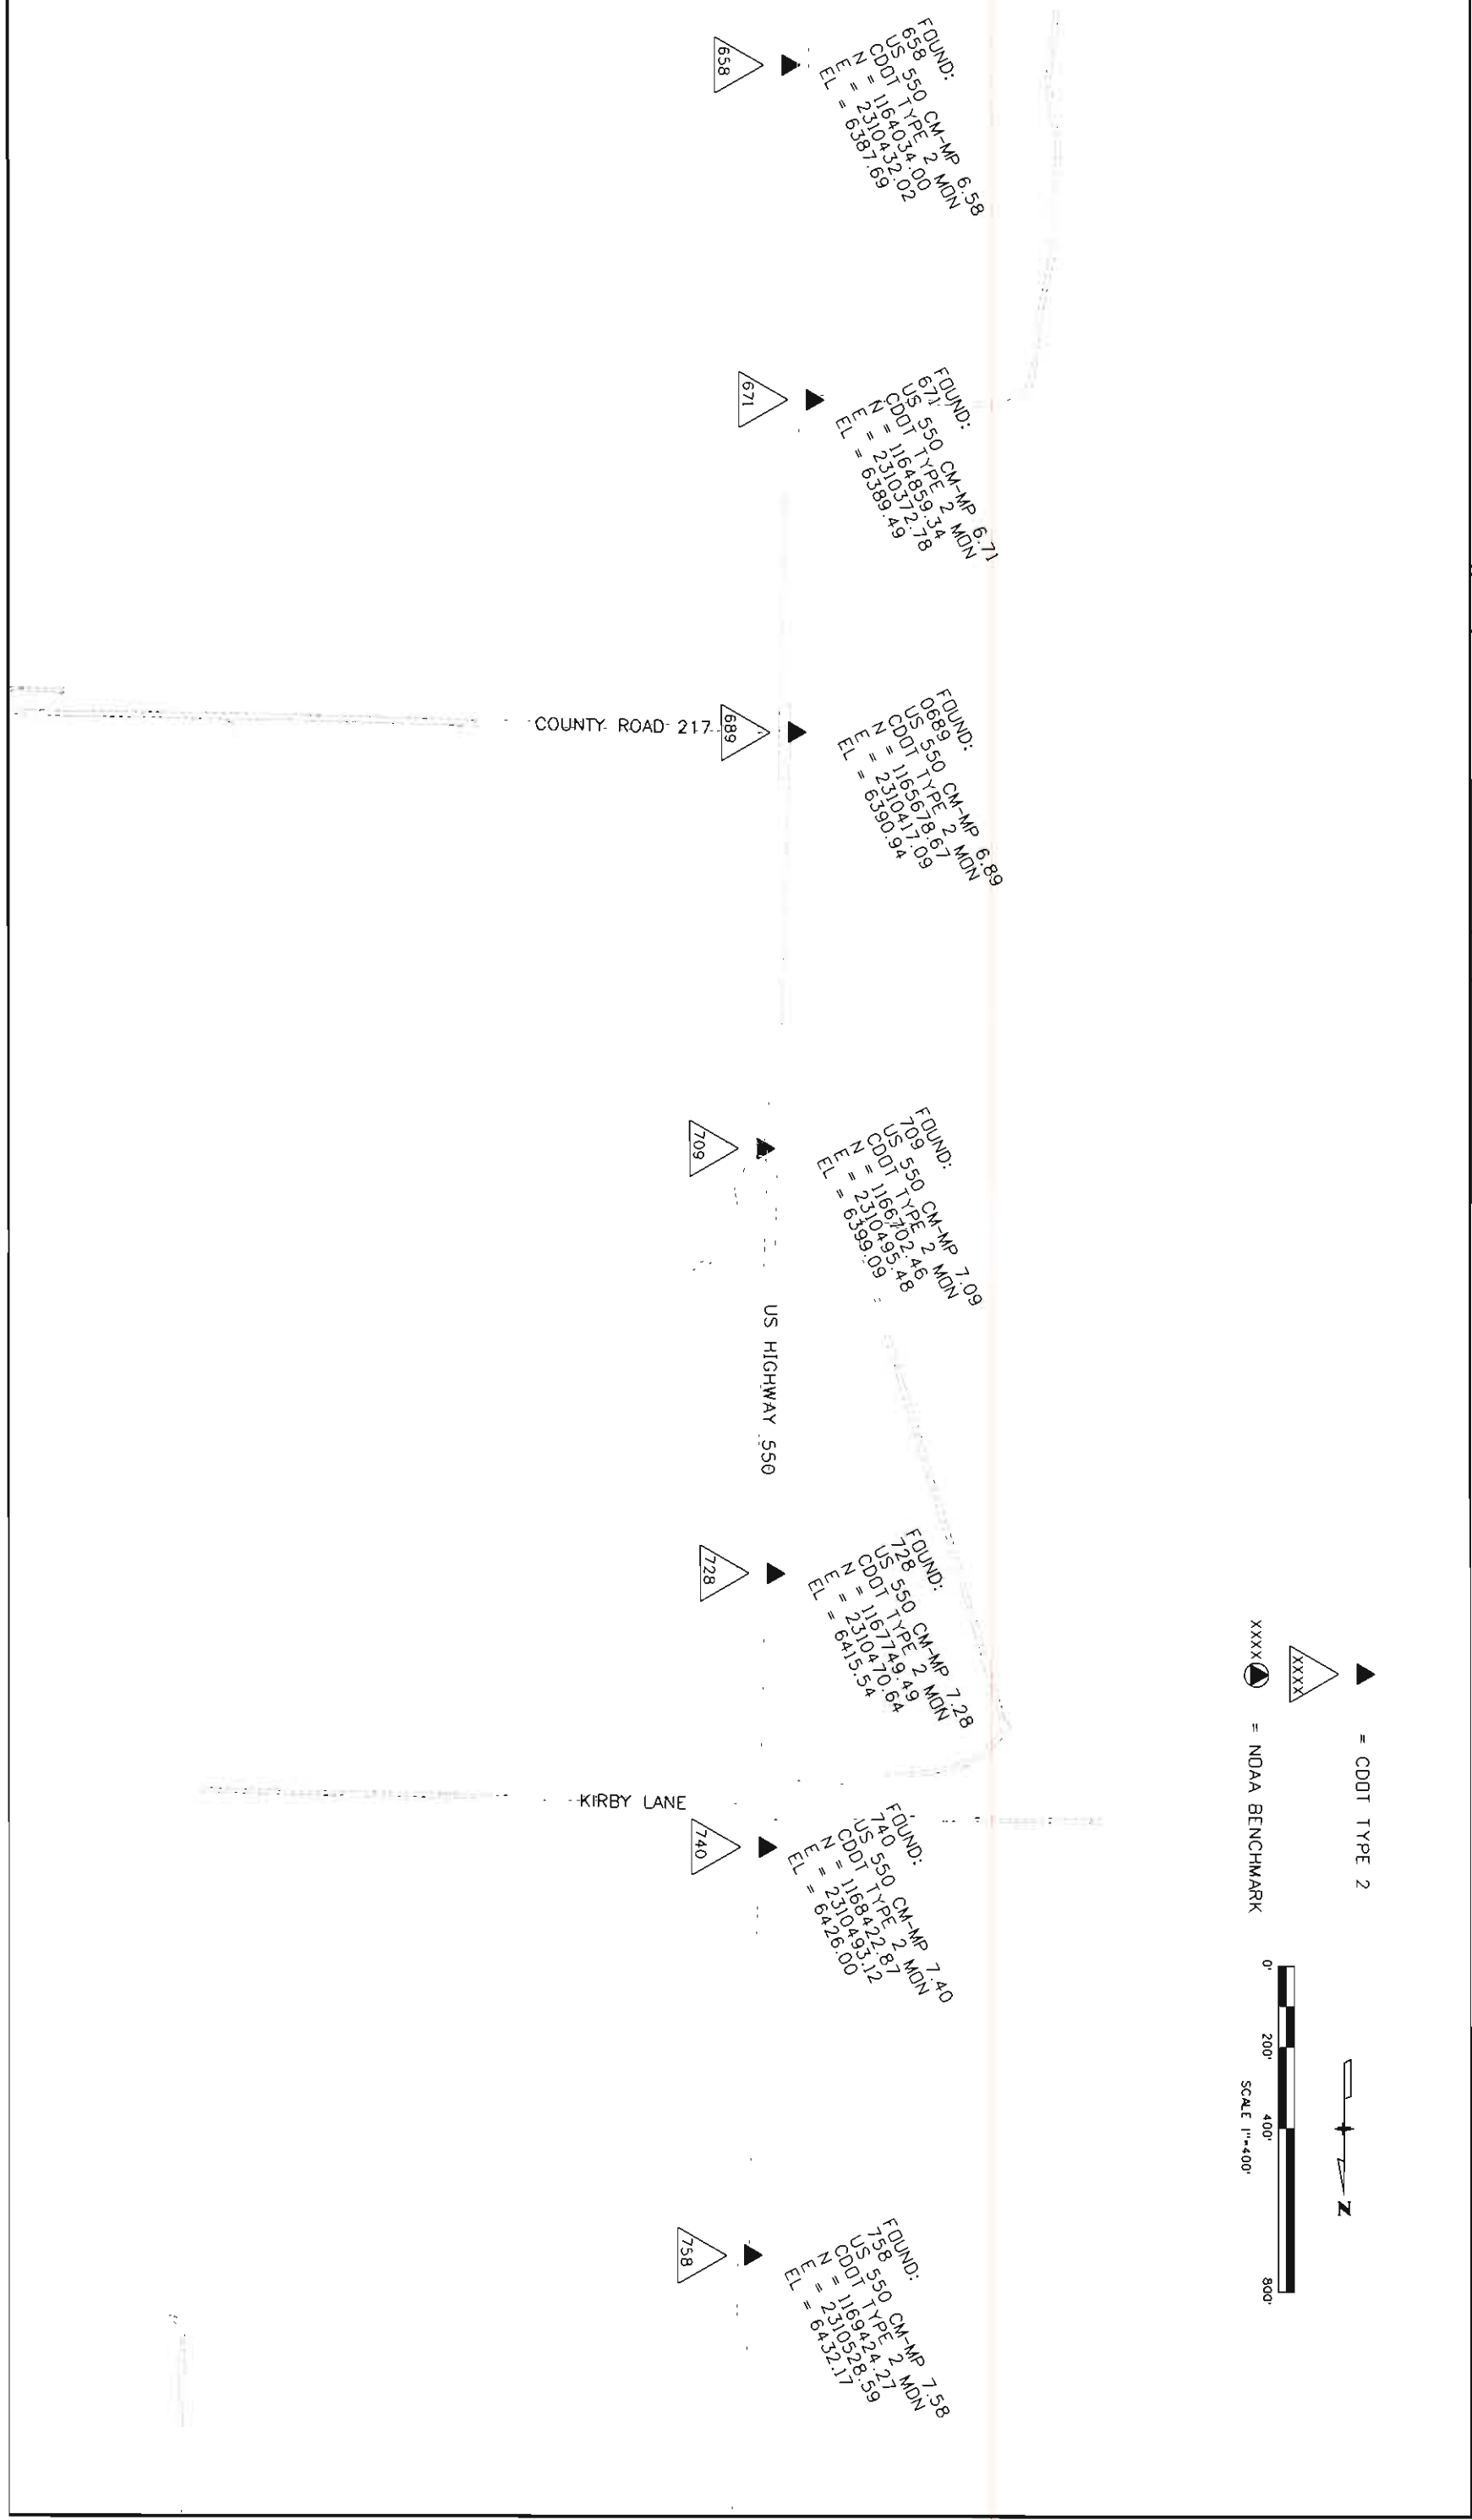 FOUND:
658
US 550 CM-MP 6.58
CDOT TYPE 2 MON
N = 1164034.00
E = 2310432.02
EL = 6387.69
658
FOUND:
671
US 550 CM-MP 6.71
CDOT TYPE 2 MON
N = 1164859.34
E = 2310372.78
EL = 6389.49
671
FOUND:
0689
US 550 CM-MP 6.89
CDOT TYPE 2 MON
N = 1165678.67
E = 2310417.09
EL = 6390.94
689
COUNTY ROAD 217
FOUND:
709
US 550 CM-MP 7.09
CDOT TYPE 2 MON
N = 1166702.46
E = 2310495.48
EL = 6399.09
709
US HIGHWAY 550
FOUND:
728
US 550 CM-MP 7.28
CDOT TYPE 2 MON
N = 1167749.49
E = 2310470.64
EL = 6415.54
728
KIRBY LANE
FOUND:
740
US 550 CM-MP 7.40
CDOT TYPE 2 MON
N = 1168422.87
E = 2310493.12
EL = 6426.00
740
FOUND:
758
US 550 CM-MP 7.58
CDOT TYPE 2 MON
N = 1169424.27
E = 2310528.59
EL = 6432.17
758
= CDOT TYPE 2
XXXX
XXXX = NOAA BENCHMARK
N
0' 200' 400' 800'
SCALE 1"=400'